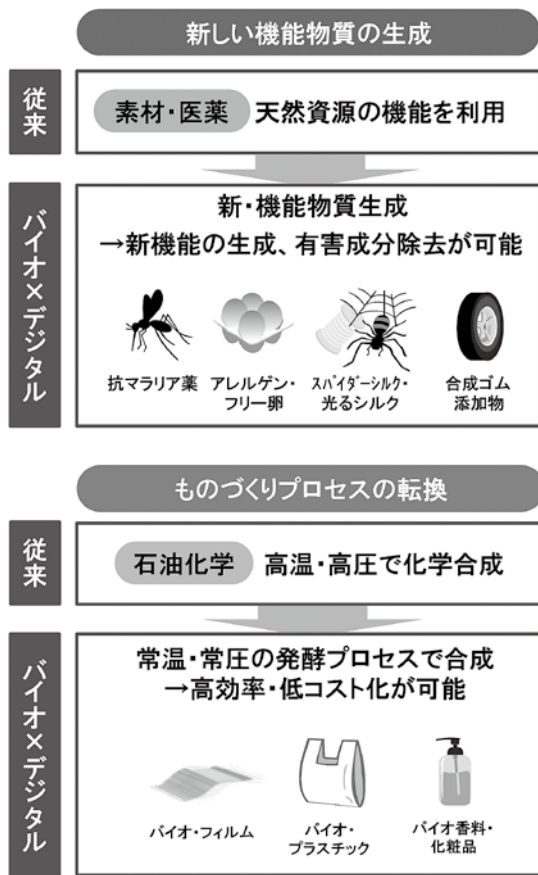 新しい機能物質の生成
従来
素材・医薬 天然資源の機能を利用
バイオ×デジタル
新・機能物質生成
→新機能の生成、有害成分除去が可能
抗マラリア薬
アレルゲン・
フリー卵
スパイダーシルク・
光るシルク
合成ゴム
添加物
ものづくりプロセスの転換
従来
石油化学 高温・高圧で化学合成
バイオ×デジタル
常温・常圧の発酵プロセスで合成
→高効率・低コスト化が可能
バイオ・フィルム
バイオ・
プラスチック
バイオ香料・
化粧品